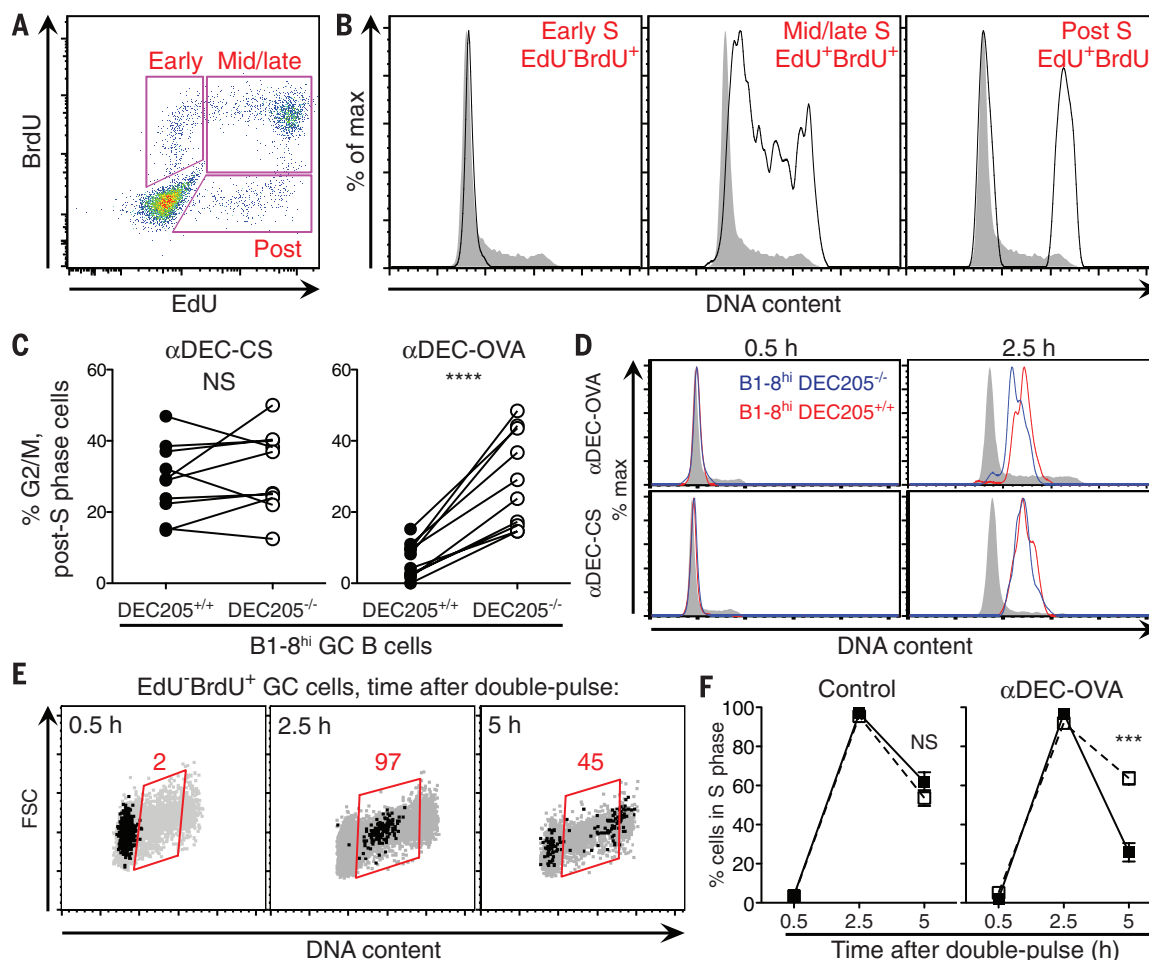 A
BrdU
Early
Mid/late
Post
EdU
B
% of max
Early S
EdU⁻BrdU⁺
Mid/late S
EdU⁺BrdU⁺
Post S
EdU⁺BrdU
DNA content
C
αDEC-CS
NS
αDEC-OVA
****
% G2/M,
post-S phase cells
60
40
20
0
60
40
20
0
DEC205⁺/⁺
DEC205⁻/⁻
DEC205⁺/⁺
DEC205⁻/⁻
B1-8ʰⁱ GC B cells
D
0.5 h
2.5 h
αDEC-OVA
αDEC-CS
% max
B1-8ʰⁱ DEC205⁻/⁻
B1-8ʰⁱ DEC205⁺/⁺
DNA content
E
EdU⁻BrdU⁺ GC cells, time after double-pulse:
FSC
0.5 h
2
2.5 h
97
5 h
45
DNA content
F
Control
αDEC-OVA
% cells in S phase
100
80
60
40
20
0
NS
***
0.5
2.5
5
0.5
2.5
5
Time after double-pulse (h)